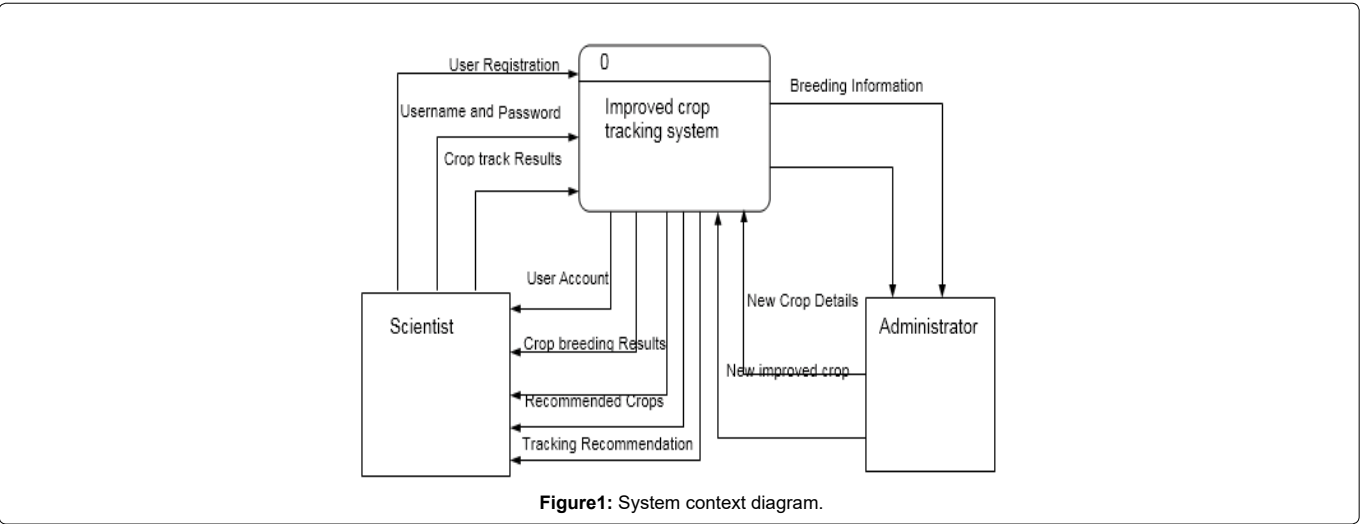 User Registration
0
Breeding Information
Username and Password
Improved crop
tracking system
Crop track Results
User Account
New Crop Details
Scientist
Administrator
Crop breeding Results
New improved crop
Recommended Crops
Tracking Recommendation
Figure1: System context diagram.